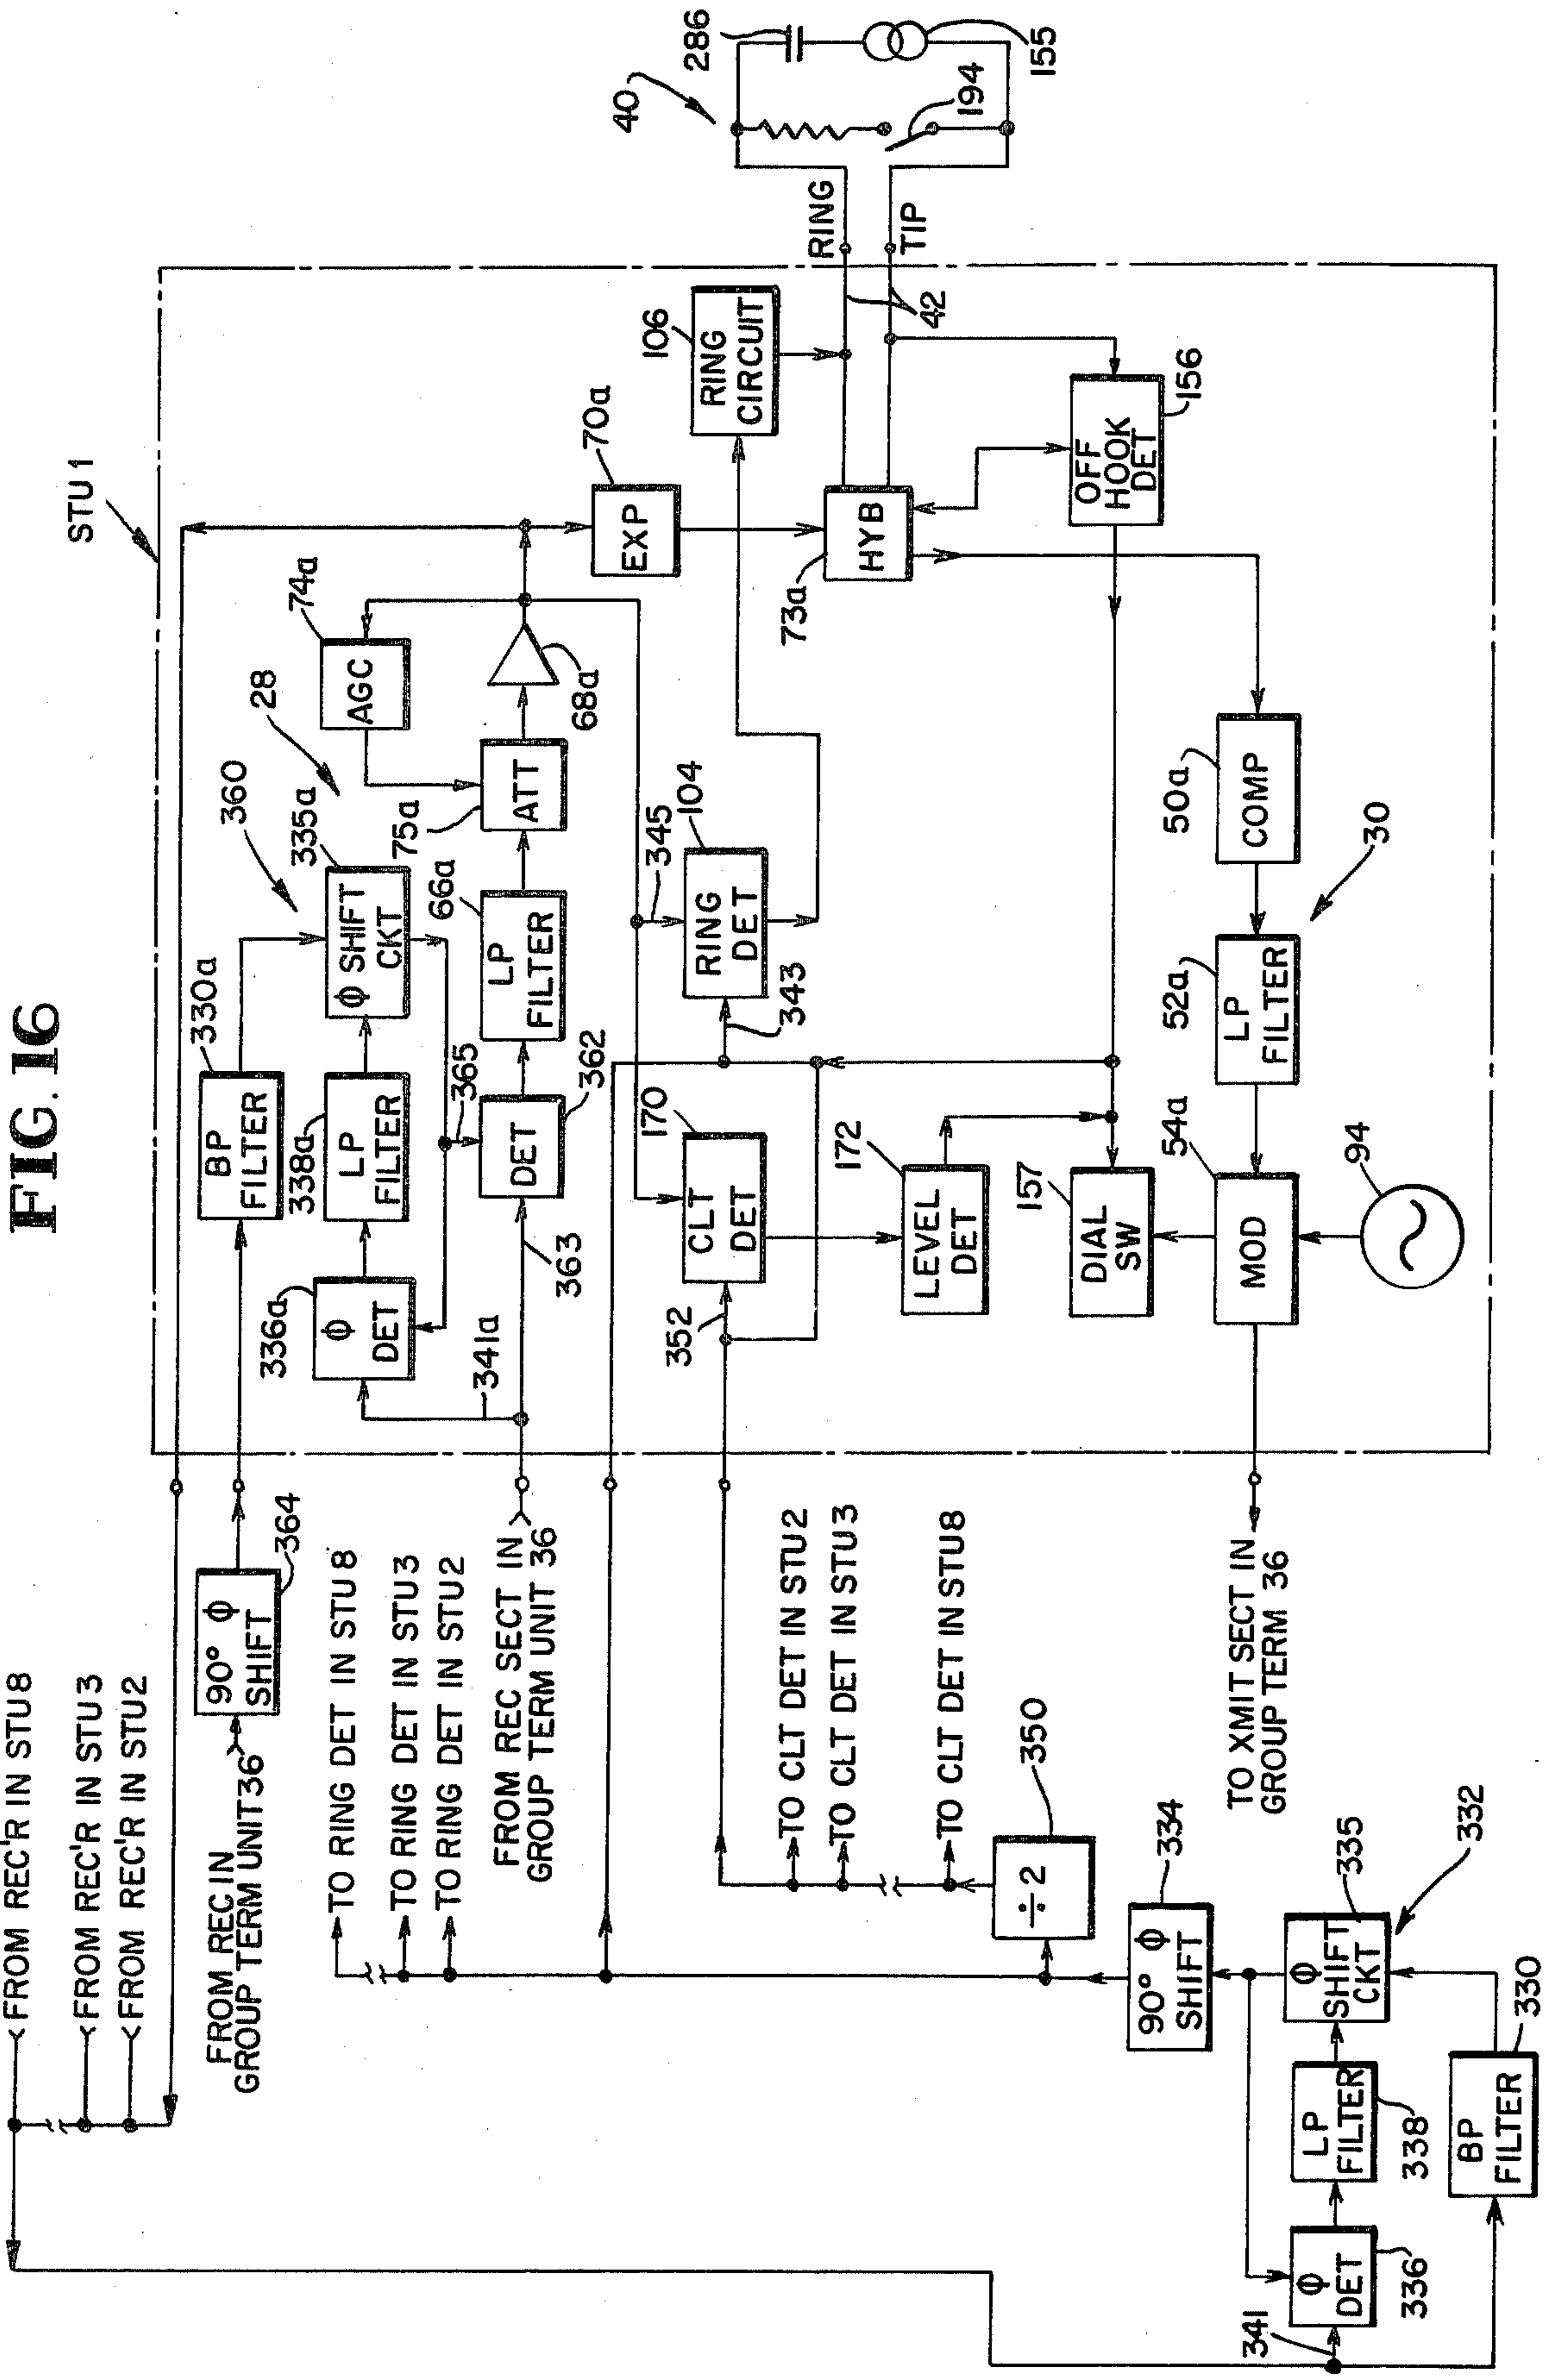 FIG. 16
STU 1
FROM REC'R IN STU 8
FROM REC'R IN STU 3
FROM REC'R IN STU 2
FROM REC IN
GROUP TERM UNIT 36
90° Φ
SHIFT
364
BP
FILTER
330a
360
28
Φ SHIFT
CKT
335a
LP
FILTER
338a
Φ
DET
336a
341a
365
363
DET
362
LP
FILTER
66a
ATT
75a
AGC
74a
68a
EXP
70a
TO RING DET IN STU 8
TO RING DET IN STU 3
TO RING DET IN STU 2
FROM REC SECT IN
GROUP TERM UNIT 36
345
RING
DET
104
343
RING
CIRCUIT
106
40
286
155
194
RING
TIP
42
HYB
73a
OFF
HOOK
DET
156
352
CLT
DET
170
LEVEL
DET
172
DIAL
SW
157
TO CLT DET IN STU 2
TO CLT DET IN STU 3
TO CLT DET IN STU 8
÷2
350
COMP
50a
30
LP
FILTER
52a
MOD
54a
94
TO XMIT SECT IN
GROUP TERM 36
90° Φ
SHIFT
334
Φ
SHIFT
CKT
335
332
LP
FILTER
338
Φ
DET
336
341
BP
FILTER
330